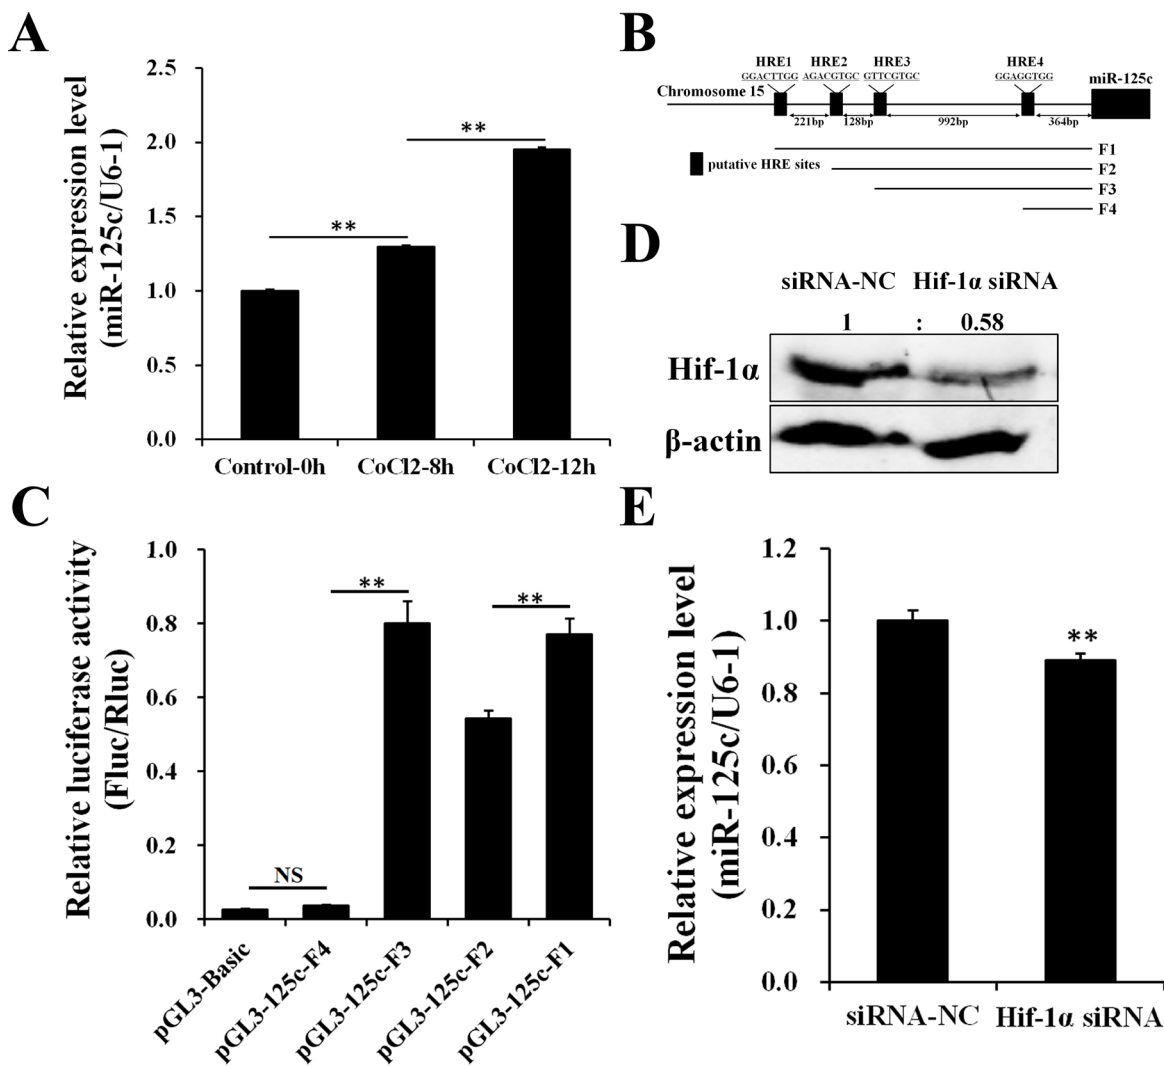 A
Relative expression level
(miR-125c/U6-1)
2.5
2.0
1.5
1.0
0.5
0.0
**
**
Control-0h
CoCl2-8h
CoCl2-12h
B
HRE1
HRE2
HRE3
HRE4
GGACTTGG
AGACGTGC
GTTCGTGC
GGAGGTGG
miR-125c
Chromosome 15
221bp
128bp
992bp
364bp
putative HRE sites
F1
F2
F3
F4
D
siRNA-NC
Hif-1α siRNA
1 : 0.58
Hif-1α
β-actin
C
Relative luciferase activity
(Fluc/Rluc)
1.0
0.8
0.6
0.4
0.2
0.0
NS
**
**
pGL3-Basic
pGL3-125c-F4
pGL3-125c-F3
pGL3-125c-F2
pGL3-125c-F1
E
Relative expression level
(miR-125c/U6-1)
1.2
1.0
0.8
0.6
0.4
0.2
0.0
**
siRNA-NC
Hif-1α siRNA